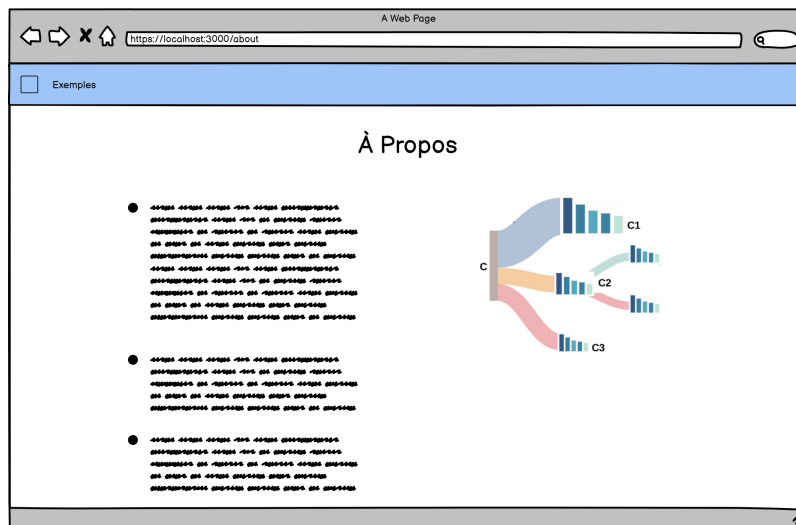 A Web Page
https://localhost:3000/about
Exemples
À Propos
C1
C
C2
C3